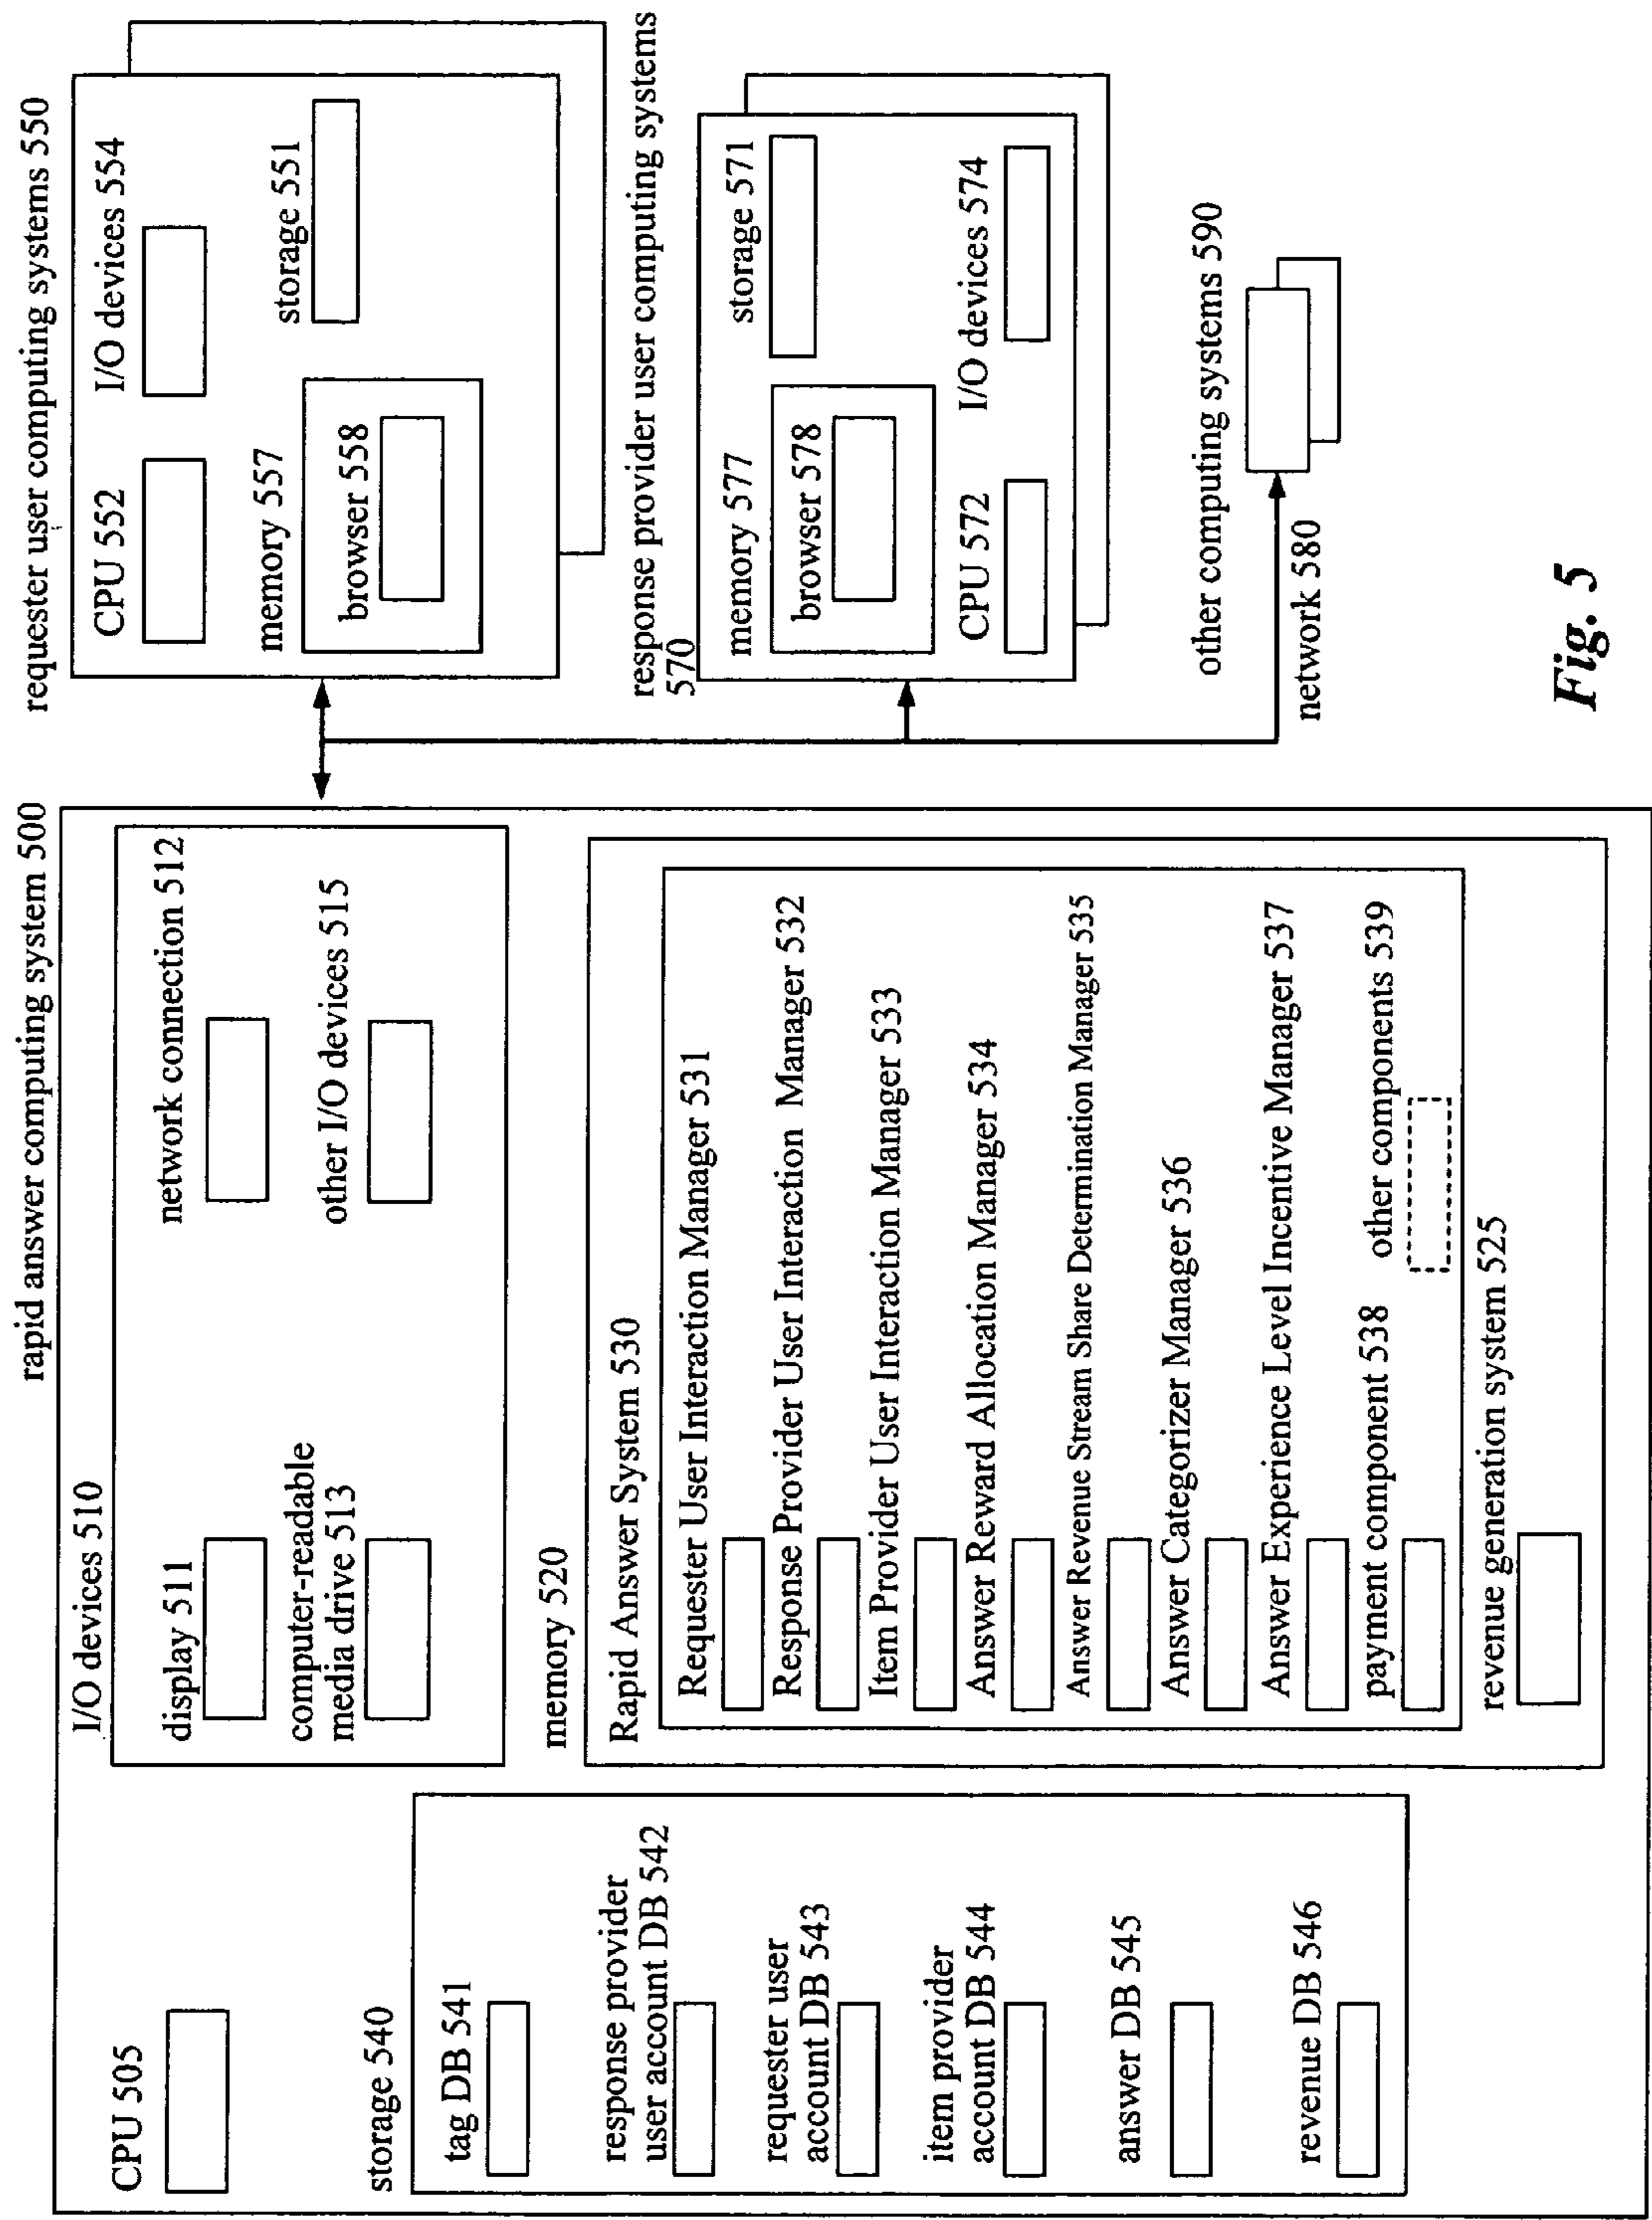 rapid answer computing system 500
CPU 505
I/O devices 510
display 511
network connection 512
computer-readable
media drive 513
other I/O devices 515
storage 540
tag DB 541
response provider
user account DB 542
requester user
account DB 543
item provider
account DB 544
answer DB 545
revenue DB 546
memory 520
Rapid Answer System 530
Requester User Interaction Manager 531
Response Provider User Interaction Manager 532
Item Provider User Interaction Manager 533
Answer Reward Allocation Manager 534
Answer Revenue Stream Share Determination Manager 535
Answer Categorizer Manager 536
Answer Experience Level Incentive Manager 537
payment component 538
other components 539
revenue generation system 525
requester user computing systems 550
CPU 552
I/O devices 554
memory 557
storage 551
browser 558
response provider user computing systems
570
memory 577
storage 571
browser 578
CPU 572
I/O devices 574
other computing systems 590
network 580
Fig. 5